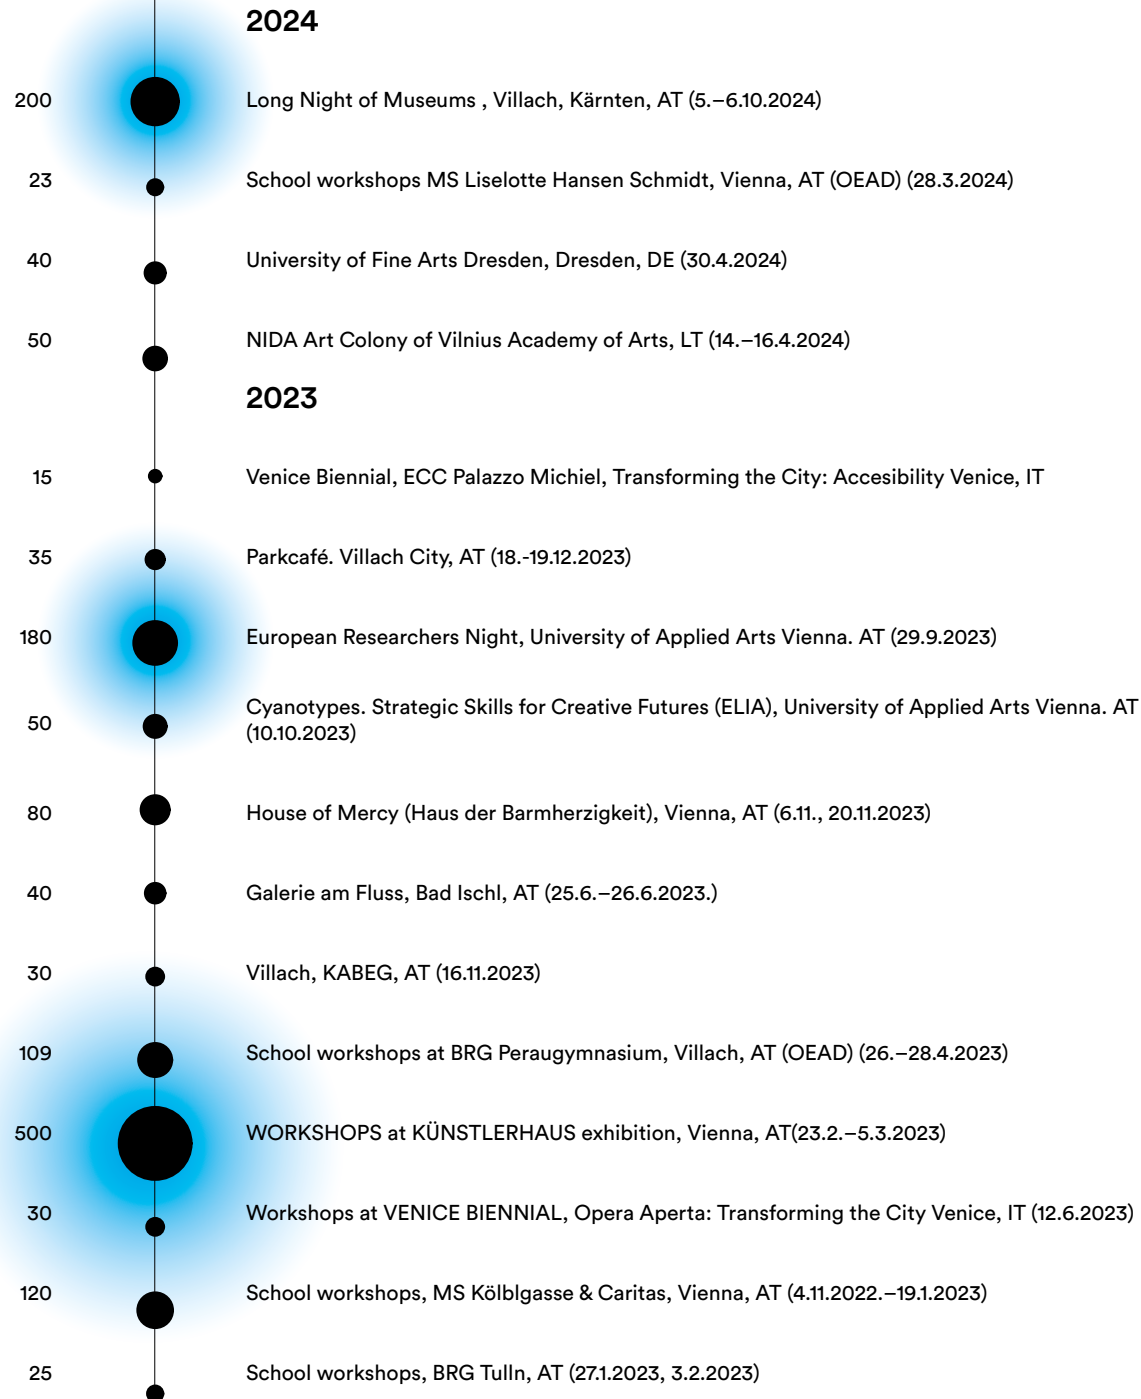 2024
200 Long Night of Museums , Villach, Kärnten, AT (5.–6.10.2024)
23 School workshops MS Liselotte Hansen Schmidt, Vienna, AT (OEAD) (28.3.2024)
40 University of Fine Arts Dresden, Dresden, DE (30.4.2024)
50 NIDA Art Colony of Vilnius Academy of Arts, LT (14.–16.4.2024)
2023
15 Venice Biennial, ECC Palazzo Michiel, Transforming the City: Accesibility Venice, IT
35 Parkcafé. Villach City, AT (18.-19.12.2023)
180 European Researchers Night, University of Applied Arts Vienna. AT (29.9.2023)
50 Cyanotypes. Strategic Skills for Creative Futures (ELIA), University of Applied Arts Vienna. AT
(10.10.2023)
80 House of Mercy (Haus der Barmherzigkeit), Vienna, AT (6.11., 20.11.2023)
40 Galerie am Fluss, Bad Ischl, AT (25.6.–26.6.2023.)
30 Villach, KABEG, AT (16.11.2023)
109 School workshops at BRG Peraugymnasium, Villach, AT (OEAD) (26.–28.4.2023)
500 WORKSHOPS at KÜNSTLERHAUS exhibition, Vienna, AT(23.2.–5.3.2023)
30 Workshops at VENICE BIENNIAL, Opera Aperta: Transforming the City Venice, IT (12.6.2023)
120 School workshops, MS Kölblgasse & Caritas, Vienna, AT (4.11.2022.–19.1.2023)
25 School workshops, BRG Tulln, AT (27.1.2023, 3.2.2023)